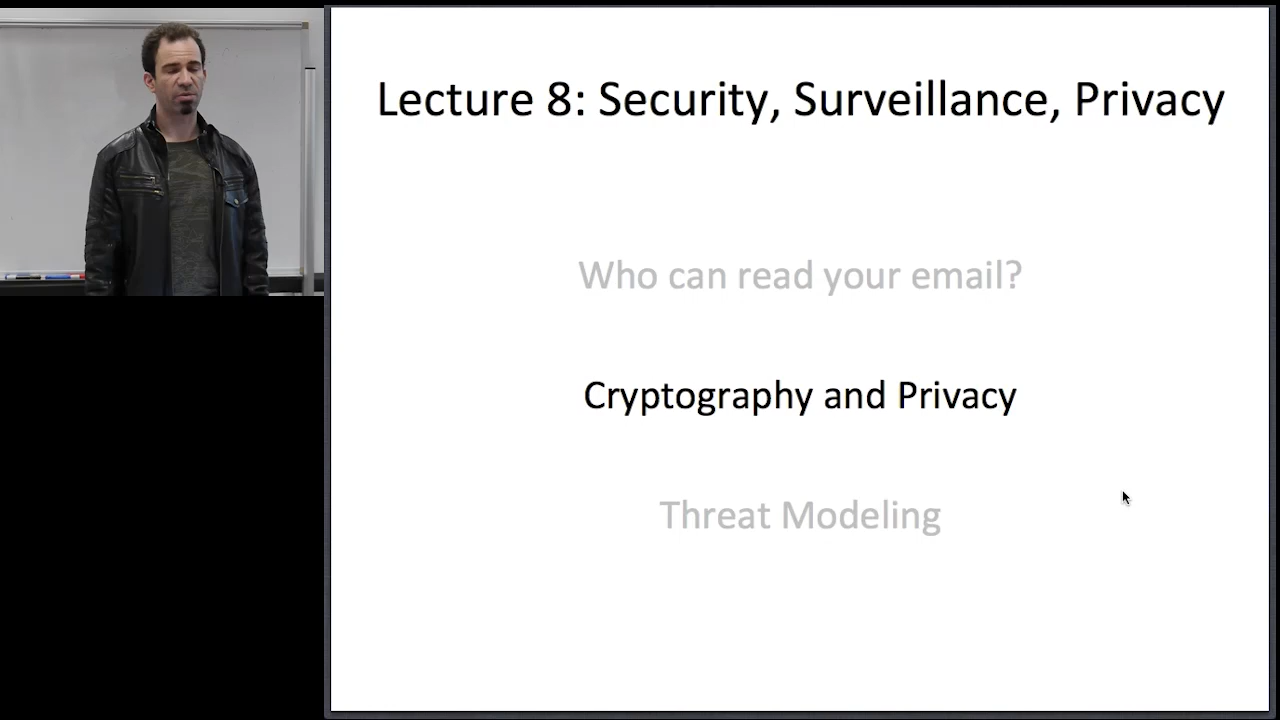 Lecture 8: Security, Surveillance, Privacy
Who can read your email?
Cryptography and Privacy
Threat Modeling